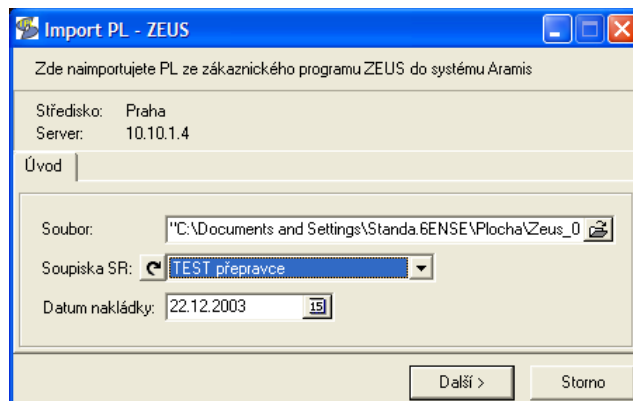 Import PL - ZEUS
Zde naimportujete PL ze zákaznického programu ZEUS do systému Aramis
Středisko: Praha
Server: 10.10.1.4
Úvod
Soubor: "C:\Documents and Settings\Standa.6ENSE\Plocha\Zeus_0
Soupiska SR: TEST přepravce
Datum nakládky: 22.12.2003 15
Další > Storno